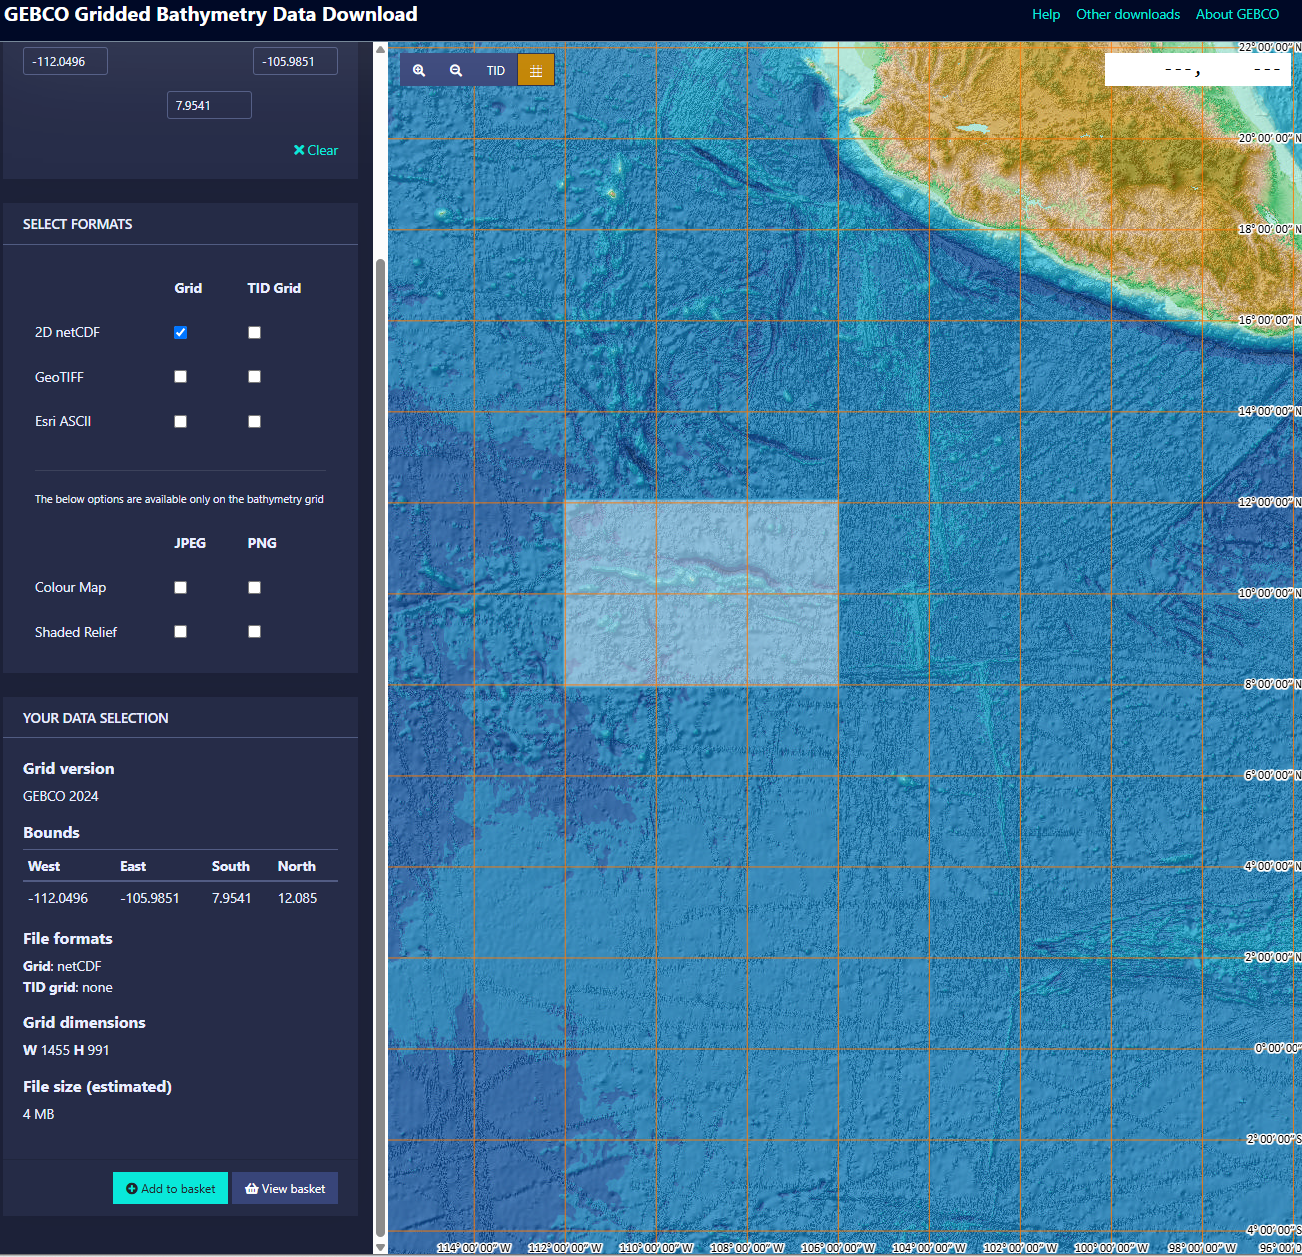 GEBCO Gridded Bathymetry Data Download
Help Other downloads About GEBCO
-112.0496 -105.9851
7.9541
Clear
SELECT FORMATS
Grid TID Grid
2D netCDF
GeoTIFF
Esri ASCII
The below options are available only on the bathymetry grid
JPEG PNG
Colour Map
Shaded Relief
YOUR DATA SELECTION
Grid version
GEBCO 2024
Bounds
West East South North
-112.0496 -105.9851 7.9541 12.085
File formats
Grid: netCDF
TID grid: none
Grid dimensions
W 1455 H 991
File size (estimated)
4 MB
Add to basket View basket
TID
---, ---
22° 00′ 00″ N
20° 00′ 00″ N
18° 00′ 00″ N
16° 00′ 00″ N
14° 00′ 00″ N
12° 00′ 00″ N
10° 00′ 00″ N
8° 00′ 00″ N
6° 00′ 00″ N
4° 00′ 00″ N
2° 00′ 00″ N
0° 00′ 00″ N
2° 00′ 00″ S
4° 00′ 00″ S
114° 00′ 00″ W 112° 00′ 00″ W 110° 00′ 00″ W 108° 00′ 00″ W 106° 00′ 00″ W 104° 00′ 00″ W 102° 00′ 00″ W 100° 00′ 00″ W 98° 00′ 00″ W 96° 00′